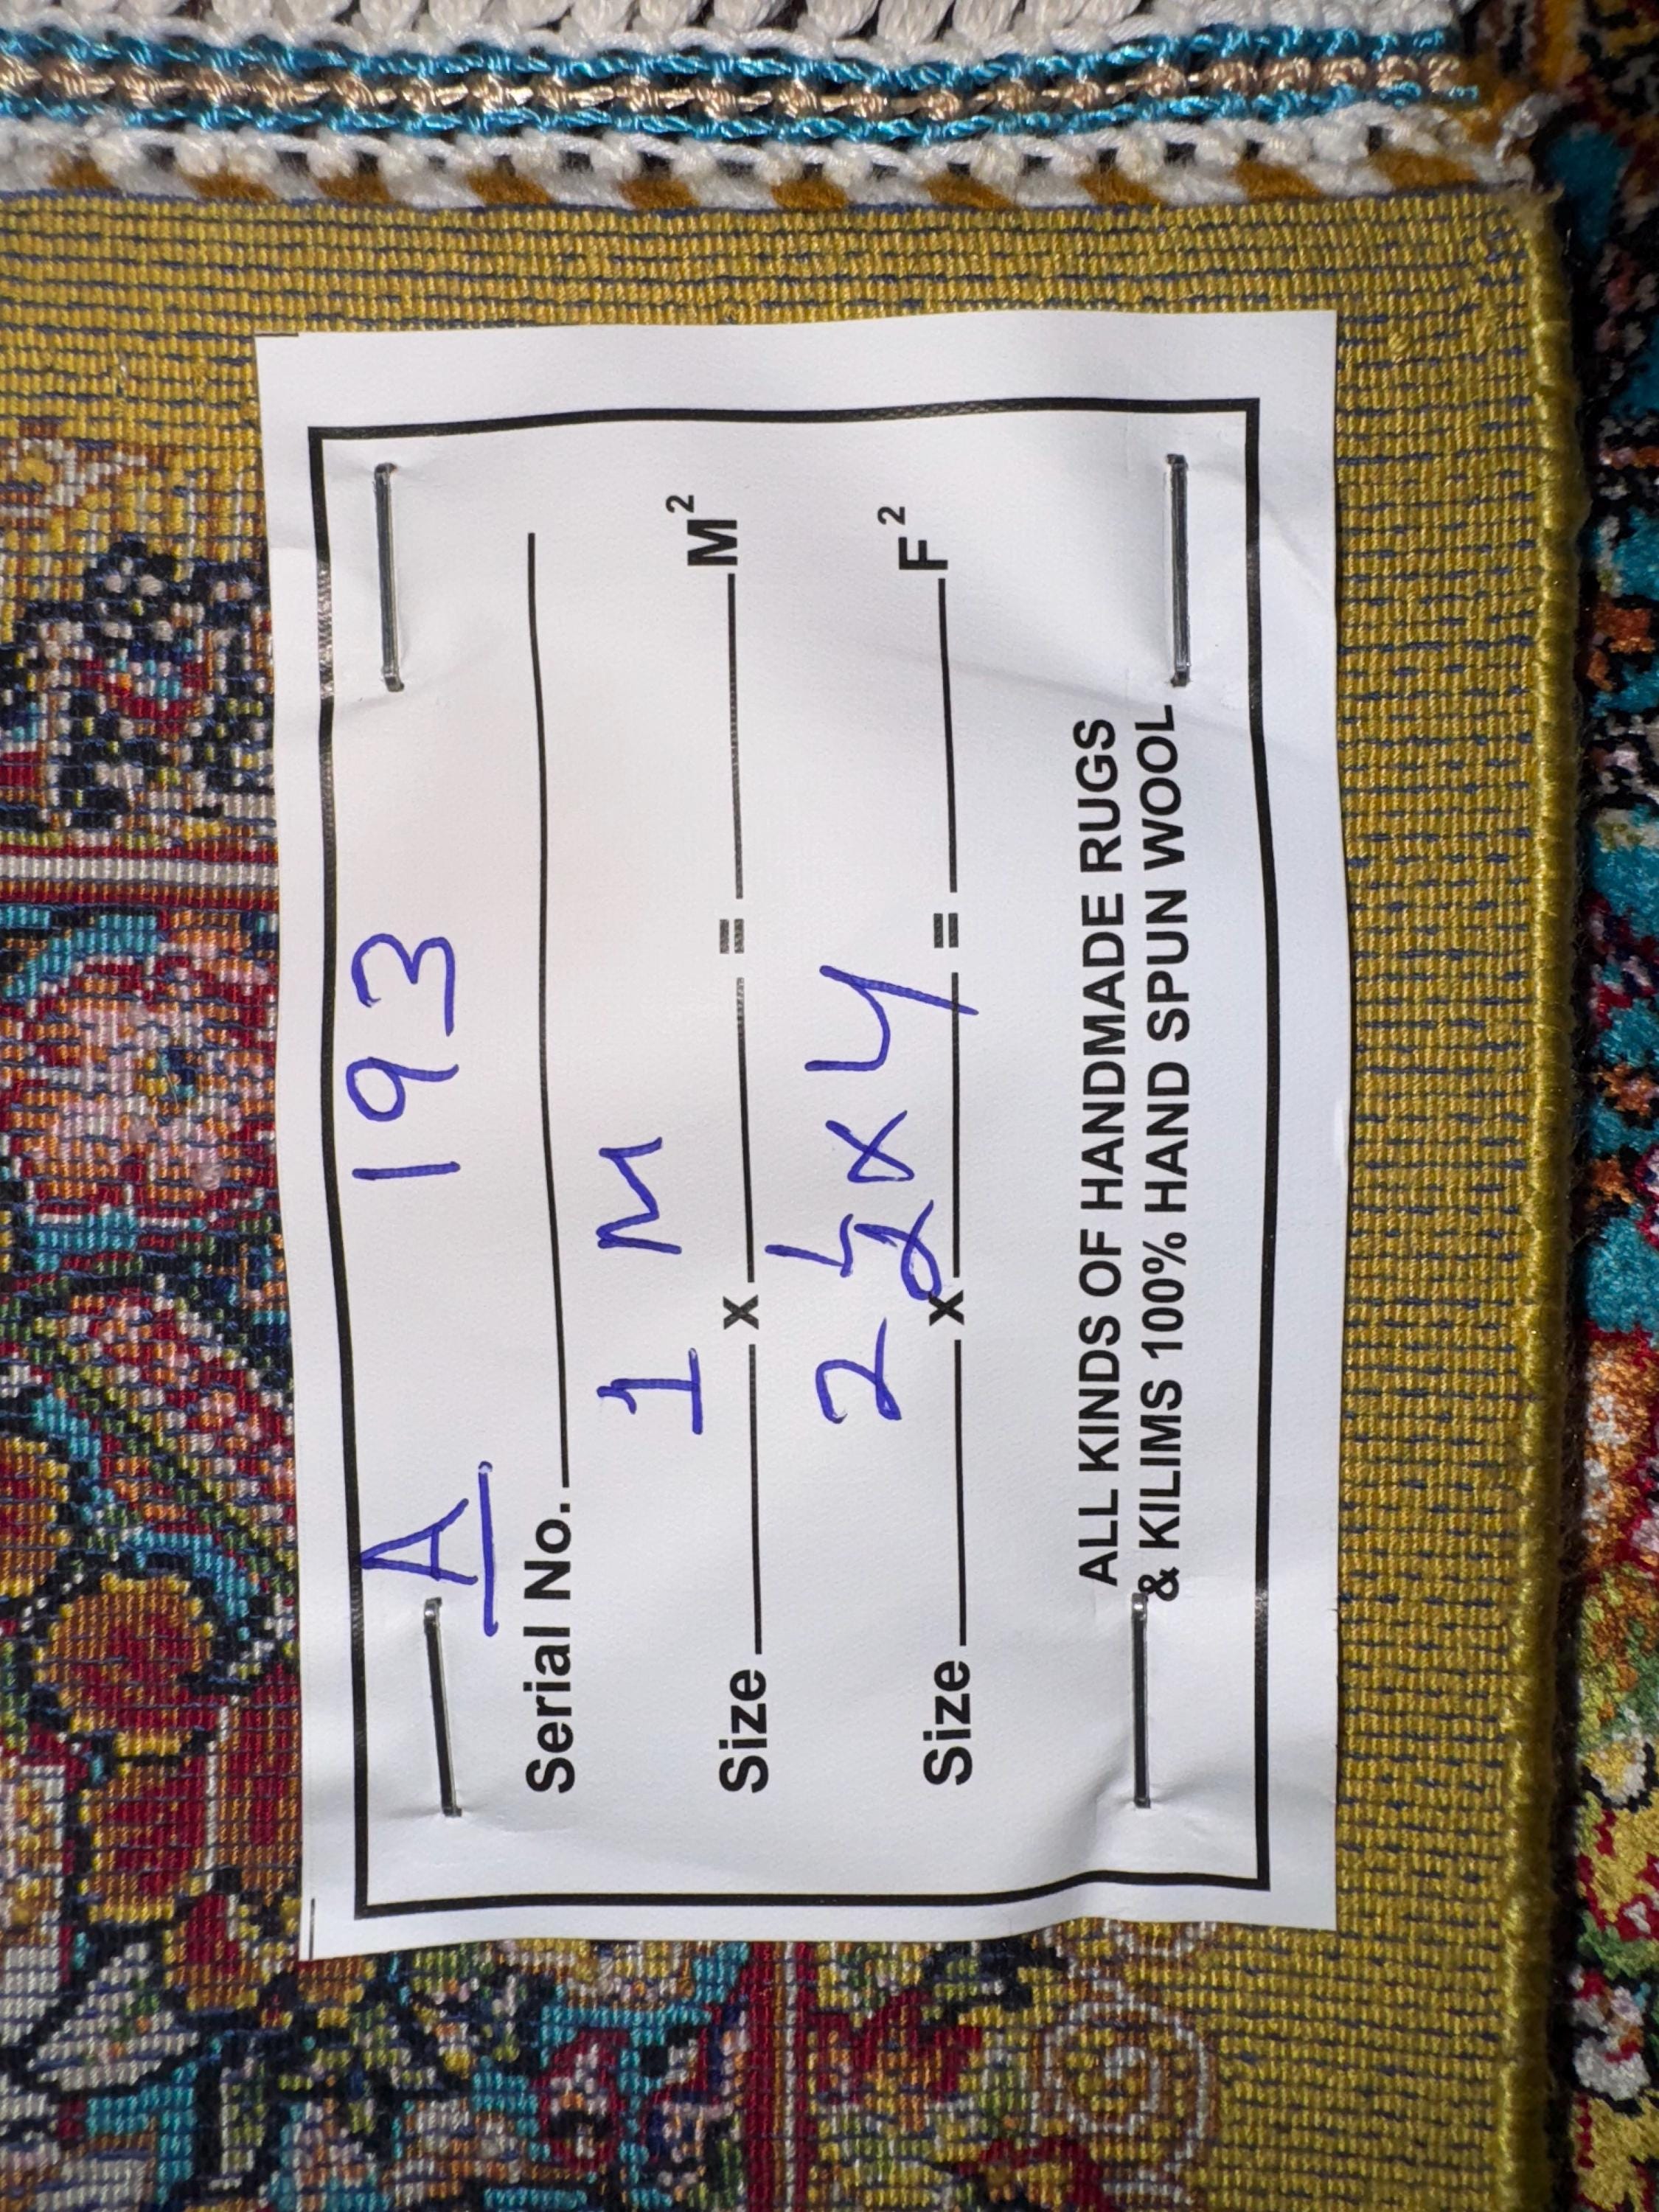 A 193
Serial No.
1 M
Size x = M²
2 1/2 x 4
Size x = F²
ALL KINDS OF HANDMADE RUGS
& KILIMS 100% HAND SPUN WOOL